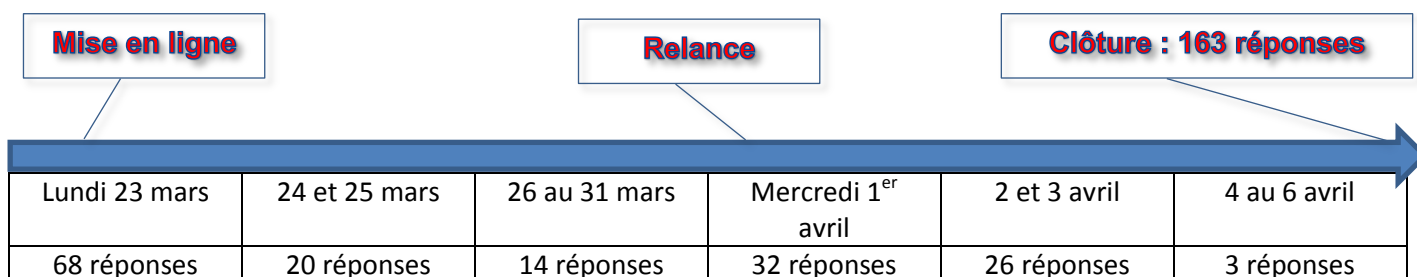 Mise en ligne
Relance
Clôture : 163 réponses
Lundi 23 mars
24 et 25 mars
26 au 31 mars
Mercredi 1er
avril
2 et 3 avril
4 au 6 avril
68 réponses
20 réponses
14 réponses
32 réponses
26 réponses
3 réponses